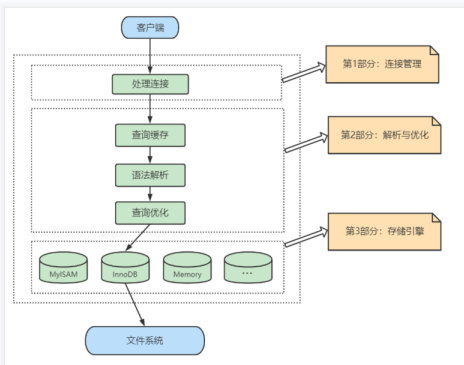 客户端
处理连接
第1部分：连接管理
查询缓存
第2部分：解析与优化
语法解析
查询优化
第3部分：存储引擎
MyISAM
InnoDB
Memory
...
文件系统